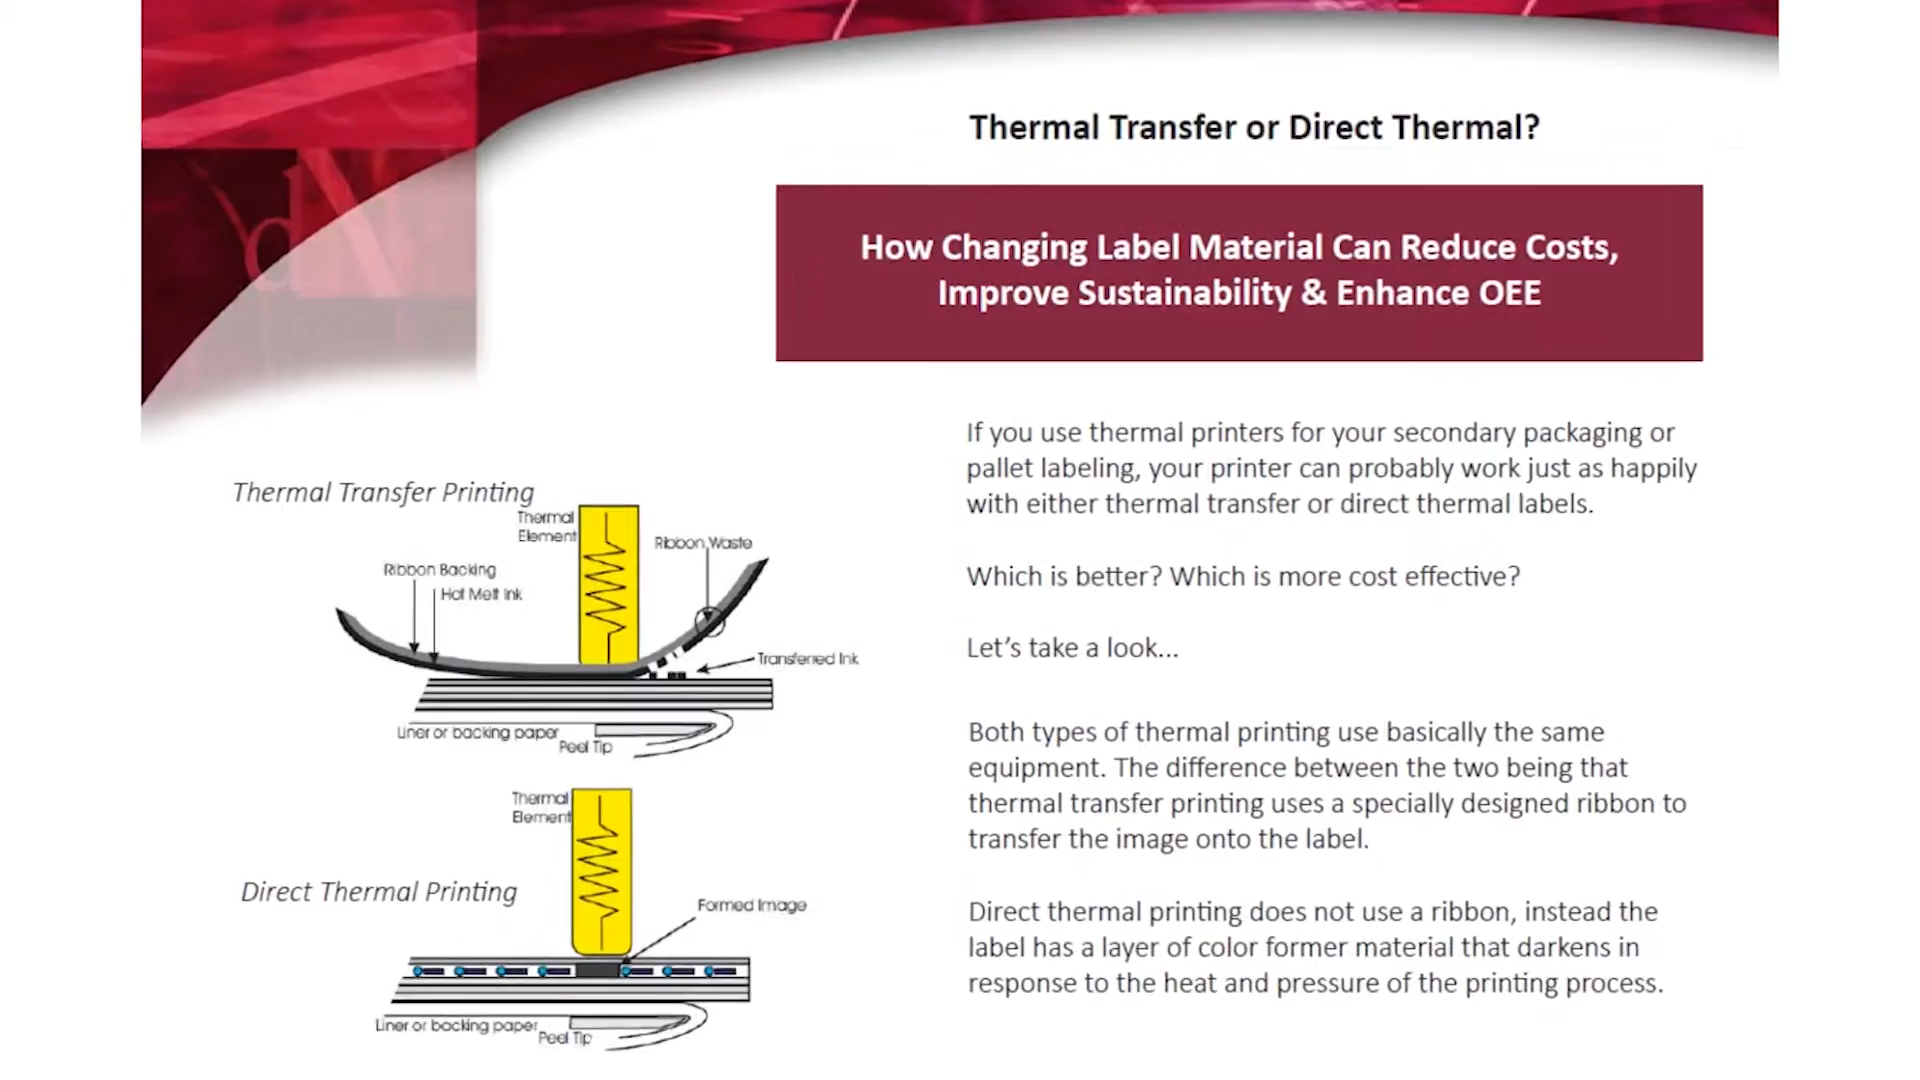 Thermal Transfer or Direct Thermal?
How Changing Label Material Can Reduce Costs,
Improve Sustainability & Enhance OEE
If you use thermal printers for your secondary packaging or
pallet labeling, your printer can probably work just as happily
with either thermal transfer or direct thermal labels.
Which is better? Which is more cost effective?
Let’s take a look...
Both types of thermal printing use basically the same
equipment. The difference between the two being that
thermal transfer printing uses a specially designed ribbon to
transfer the image onto the label.
Direct thermal printing does not use a ribbon, instead the
label has a layer of color former material that darkens in
response to the heat and pressure of the printing process.
Thermal Transfer Printing
Thermal
Element
Ribbon Waste
Ribbon Backing
Hot Melt Ink
Transferred Ink
Liner or backing paper
Peel Tip
Thermal
Element
Direct Thermal Printing
Formed Image
Liner or backing paper
Peel Tip